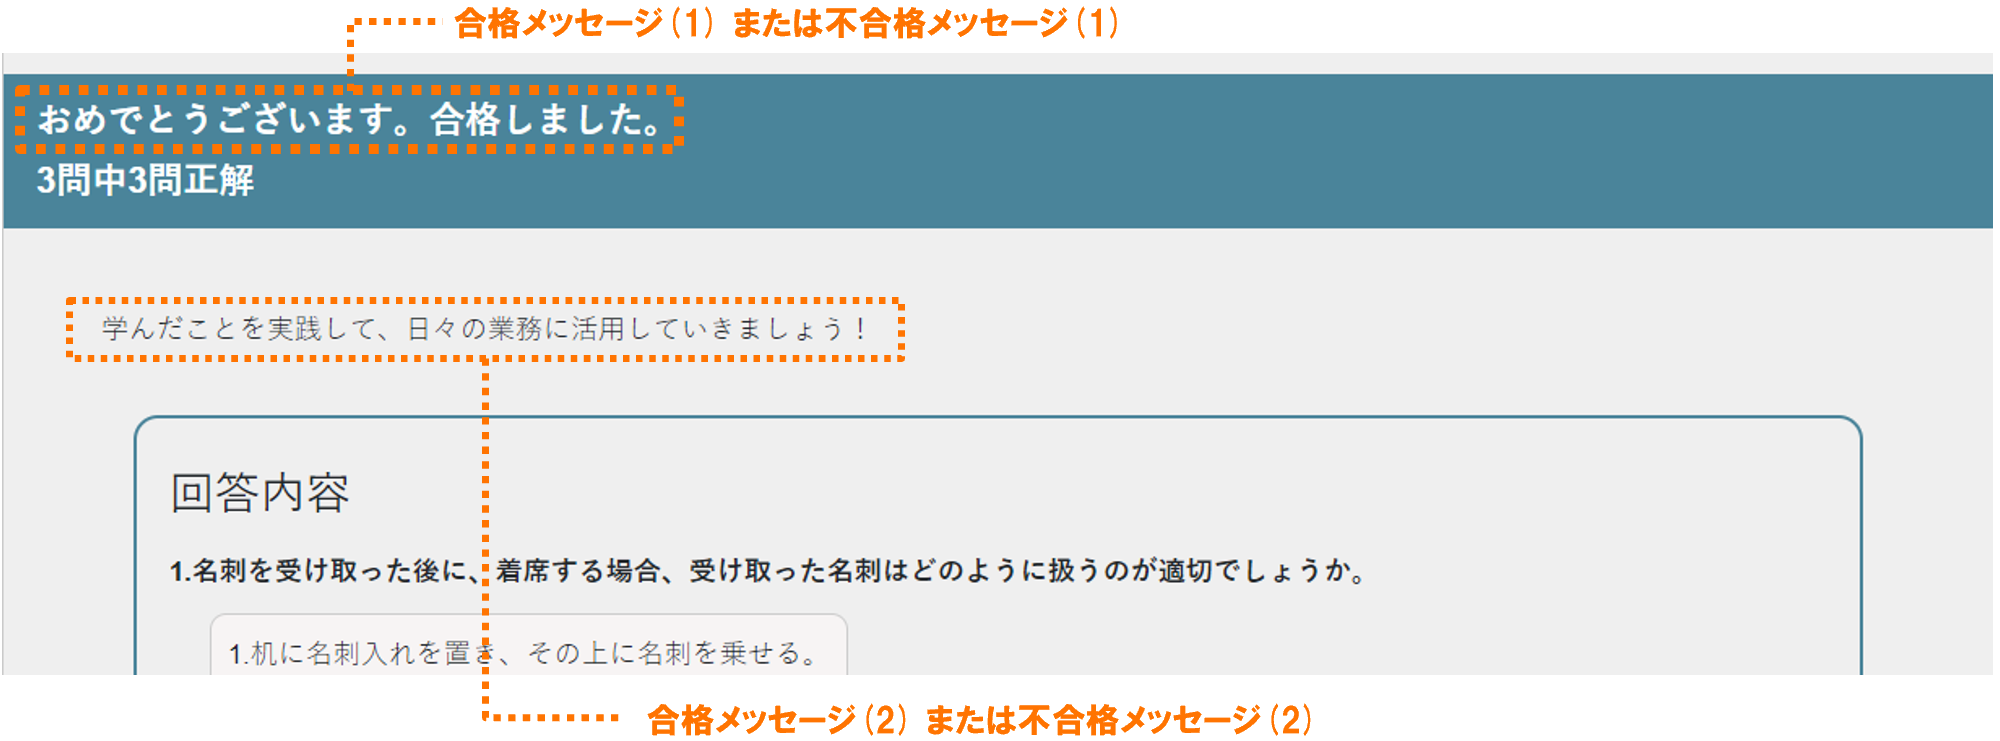 合格メッセージ(1) または不合格メッセージ(1)
おめでとうございます。合格しました。
3問中3問正解
学んだことを実践して、日々の業務に活用していきましょう！
回答内容
1.名刺を受け取った後に、着席する場合、受け取った名刺はどのように扱うのが適切でしょうか。
1.机に名刺入れを置き、その上に名刺を乗せる。
合格メッセージ(2) または不合格メッセージ(2)